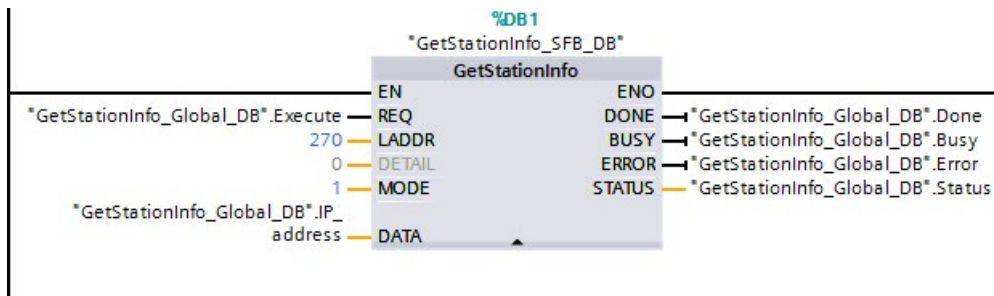 %DB1
"GetStationInfo_SFB_DB"
GetStationInfo
EN ENO
"GetStationInfo_Global_DB".Execute REQ DONE "GetStationInfo_Global_DB".Done
270 LADDR BUSY "GetStationInfo_Global_DB".Busy
0 DETAIL ERROR "GetStationInfo_Global_DB".Error
1 MODE STATUS "GetStationInfo_Global_DB".Status
"GetStationInfo_Global_DB".IP_
address DATA